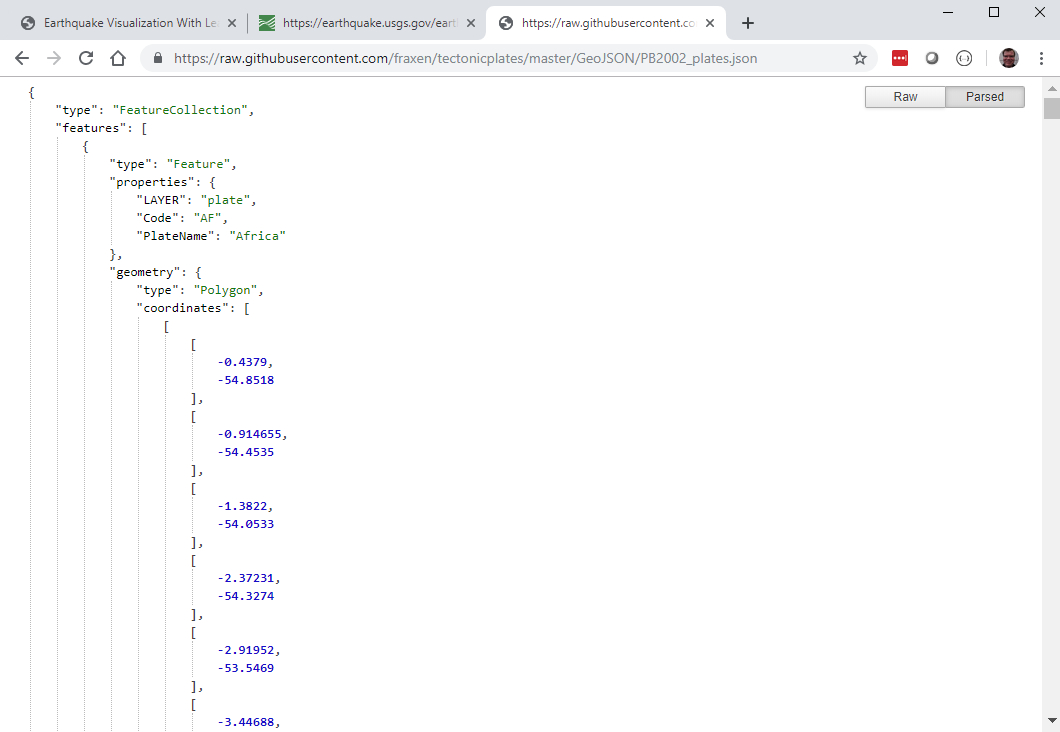 Earthquake Visualization With Le
https://earthquake.usgs.gov/eart
https://raw.githubusercontent.co
https://raw.githubusercontent.com/fraxen/tectonicplates/master/GeoJSON/PB2002_plates.json
Raw
Parsed
{
"type": "FeatureCollection",
"features": [
{
"type": "Feature",
"properties": {
"LAYER": "plate",
"Code": "AF",
"PlateName": "Africa"
},
"geometry": {
"type": "Polygon",
"coordinates": [
[
[
-0.4379,
-54.8518
],
[
-0.914655,
-54.4535
],
[
-1.3822,
-54.0533
],
[
-2.37231,
-54.3274
],
[
-2.91952,
-53.5469
],
[
-3.44688,